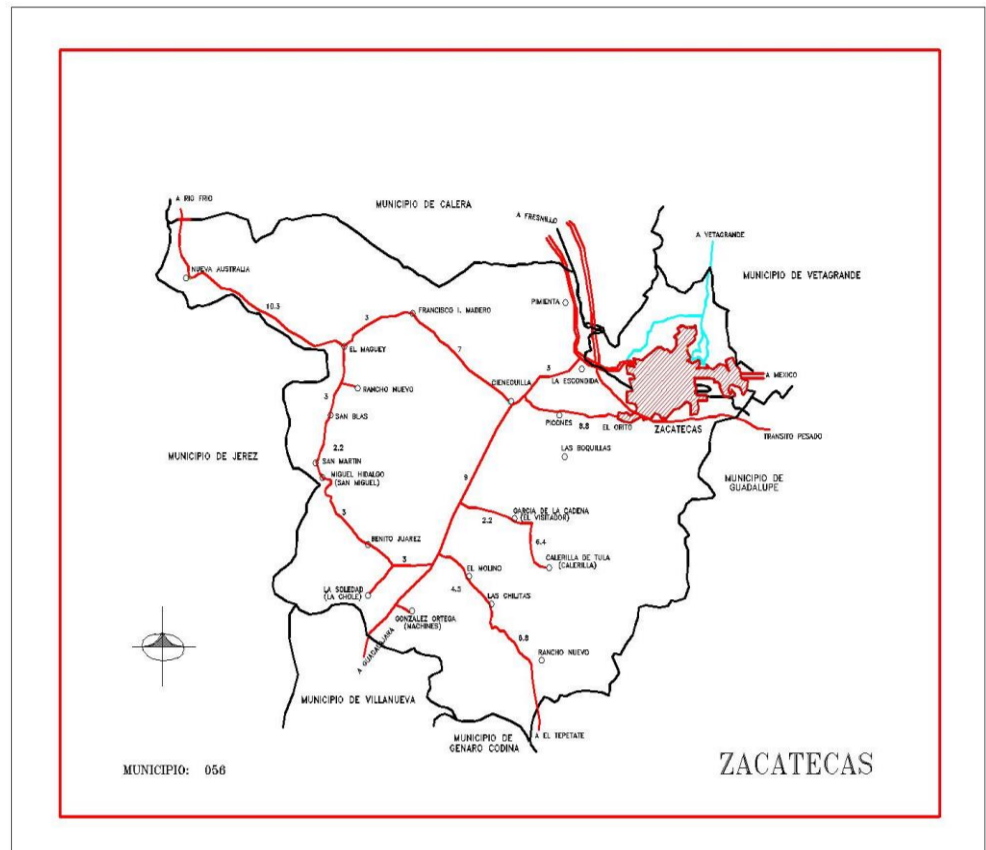 A RIO FRIO
MUNICIPIO DE CALERA
A FRESNILLO
A VETAGRANDE
NUEVA AUSTRALIA
MUNICIPIO DE VETAGRANDE
10.3
PIMIENTA
3
FRANCISCO I. MADERO
EL MAGUEY
7
3
LA ESCONDIDA
A MEXICO
RANCHO NUEVO
3
CIENEGUILLA
SAN BLAS
PICONES
8.8
EL ORITO
ZACATECAS
TRANSITO PESADO
2.2
MUNICIPIO DE JEREZ
LAS BOQUILLAS
SAN MARTIN
MIGUEL HIDALGO
(SAN MIGUEL)
9
MUNICIPIO DE
GUADALUPE
3
GARCIA DE LA CADENA
(EL VISITADOR)
2.2
BENITO JUAREZ
6.4
3
CALERILLA DE TULA
(CALERILLA)
EL MOLINO
4.5
LA SOLEDAD
(LA CHOLE)
LAS CHILITAS
GONZALEZ ORTEGA
(MACHINES)
A GUADALAJARA
6.8
RANCHO NUEVO
MUNICIPIO DE VILLANUEVA
A EL TEPETATE
MUNICIPIO DE
GENARO CODINA
MUNICIPIO: 056
ZACATECAS